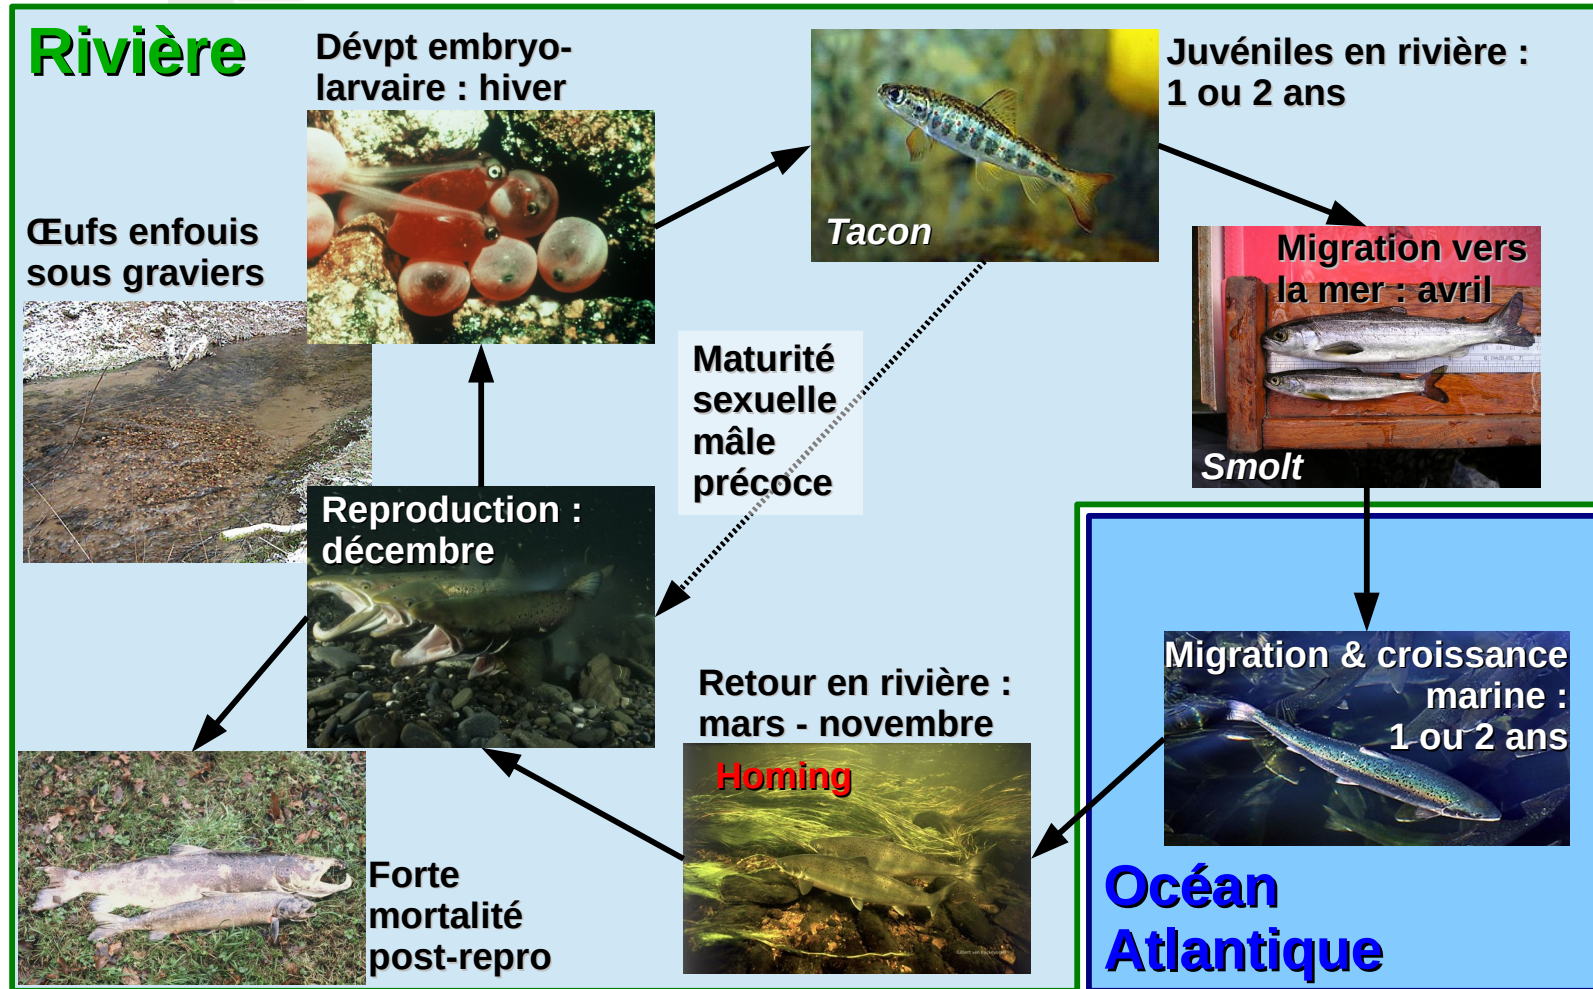 Rivière
Dévpt embryo-
larvaire : hiver
Juvéniles en rivière :
1 ou 2 ans
Tacon
Œufs enfouis
sous graviers
Migration vers
la mer : avril
Smolt
Maturité
sexuelle
mâle
précoce
Reproduction :
décembre
Migration & croissance
marine :
1 ou 2 ans
Retour en rivière :
mars - novembre
Homing
Forte
mortalité
post-repro
Océan
Atlantique